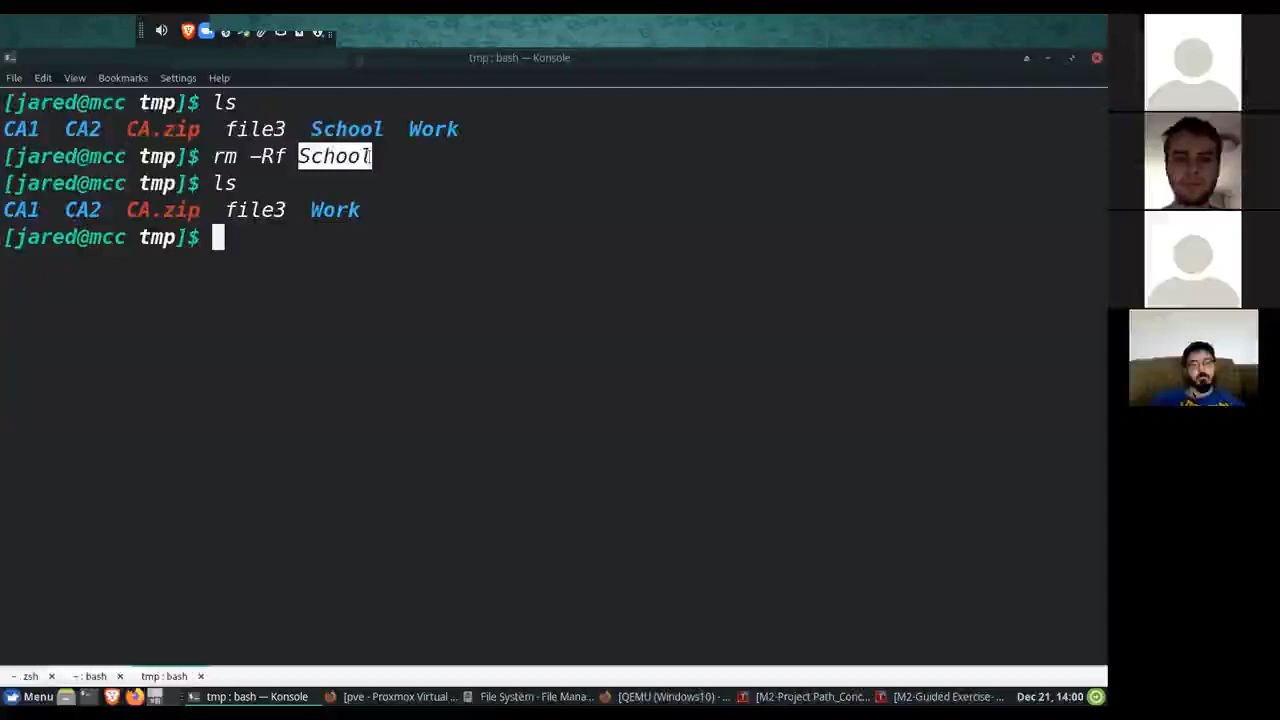 tmp : bash — Konsole
File Edit View Bookmarks Settings Help
[jared@mcc tmp]$ ls
CA1 CA2 CA.zip file3 School Work
[jared@mcc tmp]$ rm -Rf School
[jared@mcc tmp]$ ls
CA1 CA2 CA.zip file3 Work
[jared@mcc tmp]$
~ : zsh ~ : bash tmp : bash
Menu tmp : bash — Konsole [pve - Proxmox Virtual ... File System - File Mana... [QEMU (Windows10) - ... [M2-Project Path_Conc... [M2-Guided Exercise-... Dec 21, 14:00